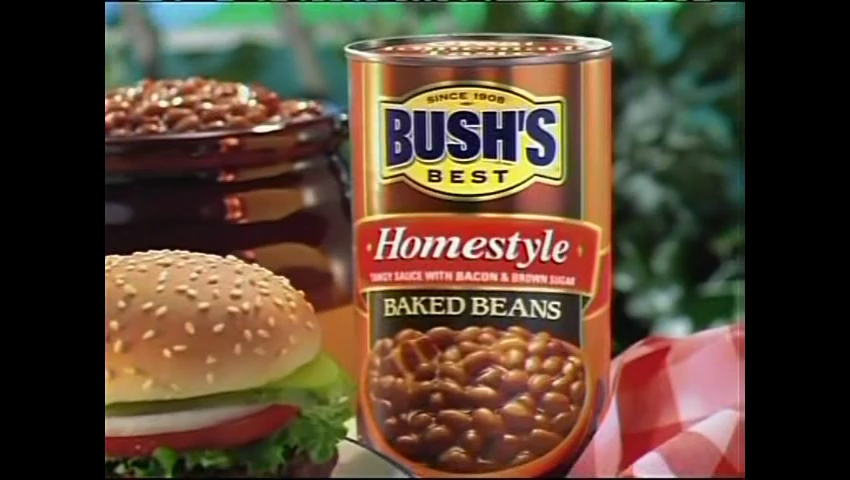 SINCE 1908
BUSH'S
BEST
Homestyle
TANGY SAUCE WITH BACON & BROWN SUGAR
BAKED BEANS